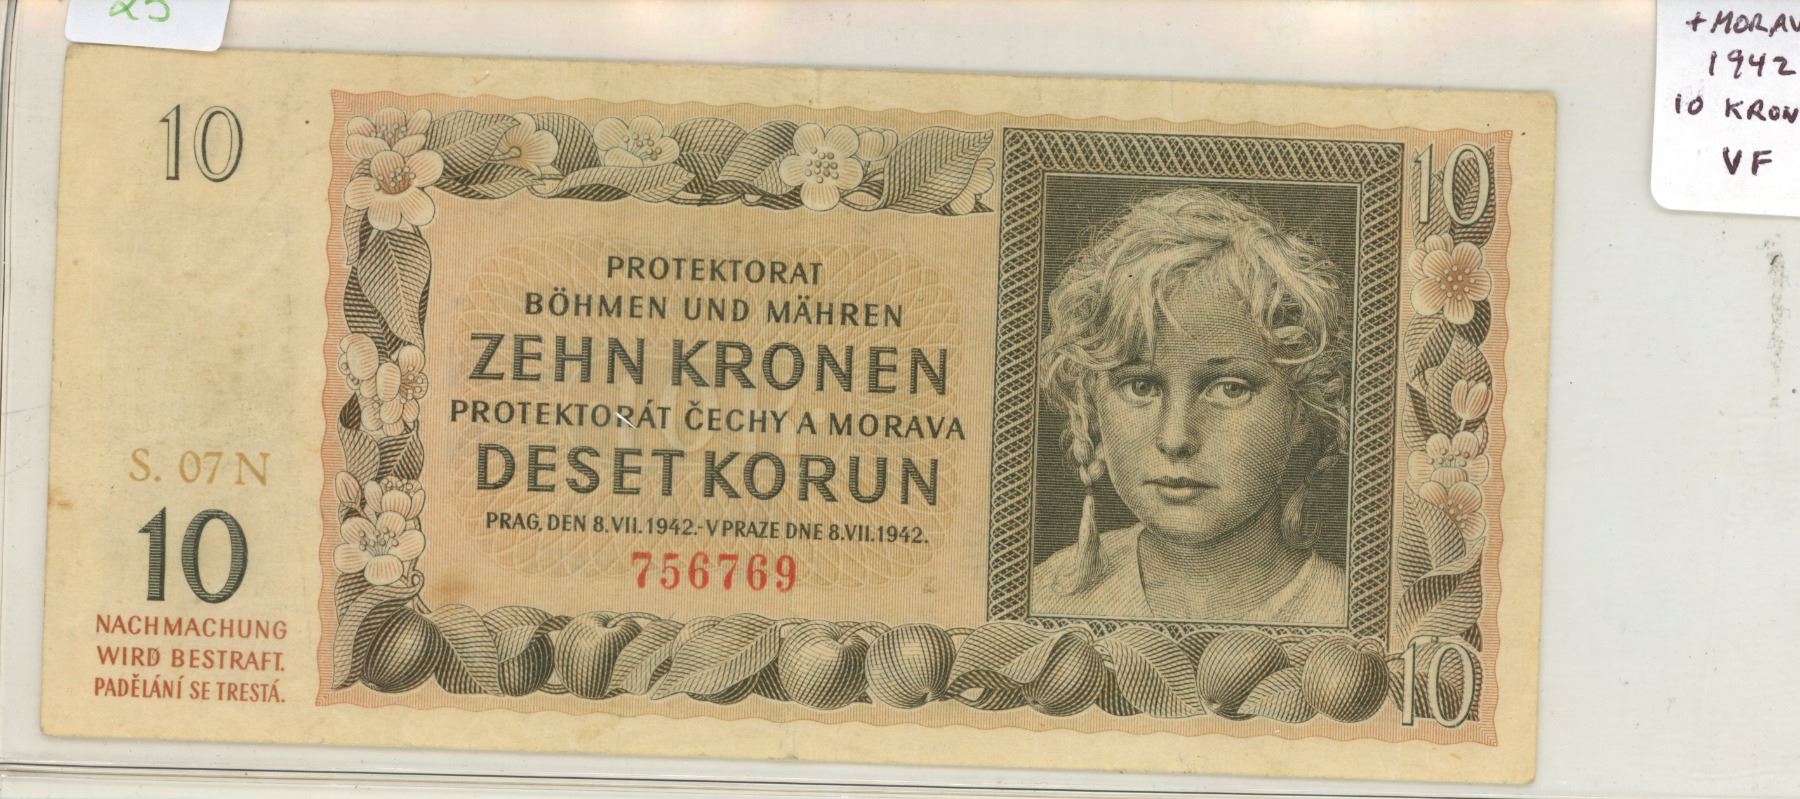 25
+ MORAV
1942
10 KRON
VF
10
10
PROTEKTORAT
BÖHMEN UND MÄHREN
ZEHN KRONEN
PROTEKTORÁT ČECHY A MORAVA
DESET KORUN
PRAG, DEN 8.VII.1942.-V PRAZE DNE 8.VII.1942.
756769
S. 07 N
10
NACHMACHUNG
WIRD BESTRAFT.
PADĚLÁNÍ SE TRESTÁ.
10